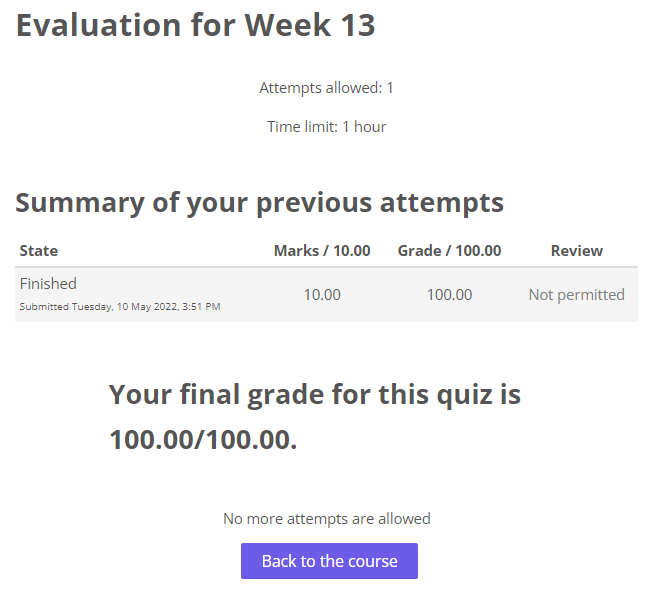 Evaluation for Week 13
Attempts allowed: 1
Time limit: 1 hour
Summary of your previous attempts
State Marks / 10.00 Grade / 100.00 Review
Finished
Submitted Tuesday, 10 May 2022, 3:51 PM
10.00 100.00 Not permitted
Your final grade for this quiz is
100.00/100.00.
No more attempts are allowed
Back to the course